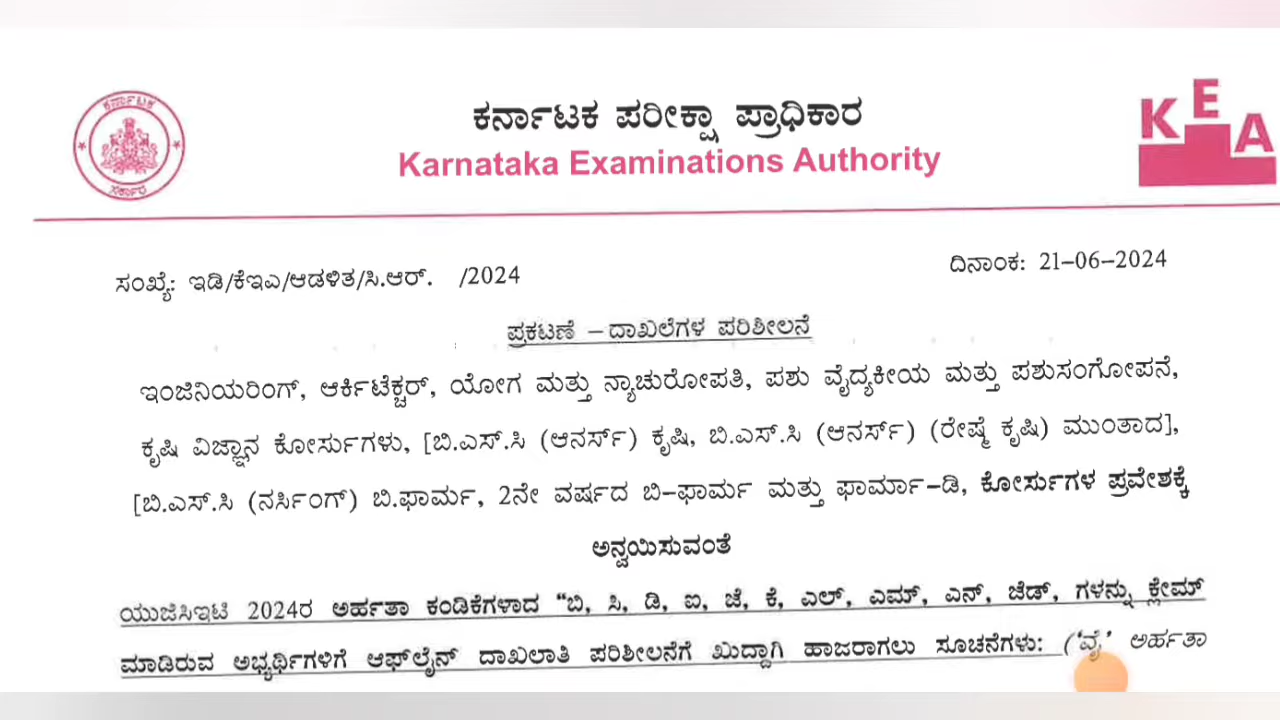 ಕರ್ನಾಟಕ
ಸರ್ಕಾರ
ಕರ್ನಾಟಕ ಪರೀಕ್ಷಾ ಪ್ರಾಧಿಕಾರ
Karnataka Examinations Authority
KEA
ಸಂಖ್ಯೆ: ಇಡಿ/ಕೆಇಎ/ಆಡಳಿತ/ಸಿ.ಆರ್. /2024
ದಿನಾಂಕ: 21-06-2024
ಪ್ರಕಟಣೆ – ದಾಖಲೆಗಳ ಪರಿಶೀಲನೆ
ಇಂಜಿನಿಯರಿಂಗ್, ಆರ್ಕಿಟೆಕ್ಚರ್, ಯೋಗ ಮತ್ತು ನ್ಯಾಚುರೋಪತಿ, ಪಶು ವೈದ್ಯಕೀಯ ಮತ್ತು ಪಶುಸಂಗೋಪನೆ,
ಕೃಷಿ ವಿಜ್ಞಾನ ಕೋರ್ಸುಗಳು, [ಬಿ.ಎಸ್.ಸಿ (ಆನರ್ಸ್) ಕೃಷಿ, ಬಿ.ಎಸ್.ಸಿ (ಆನರ್ಸ್) (ರೇಷ್ಮೆ ಕೃಷಿ) ಮುಂತಾದ],
[ಬಿ.ಎಸ್.ಸಿ (ನರ್ಸಿಂಗ್) ಬಿ.ಫಾರ್ಮ, 2ನೇ ವರ್ಷದ ಬಿ-ಫಾರ್ಮ ಮತ್ತು ಫಾರ್ಮಾ-ಡಿ, ಕೋರ್ಸುಗಳ ಪ್ರವೇಶಕ್ಕೆ
ಅನ್ವಯಿಸುವಂತೆ
ಯುಜಿಸಿಇಟಿ 2024ರ ಅರ್ಹತಾ ಕಂಡಿಕೆಗಳಾದ "ಬಿ, ಸಿ, ಡಿ, ಐ, ಜೆ, ಕೆ, ಎಲ್, ಎಮ್, ಎನ್, ಜೆಡ್, ಗಳನ್ನು ಕ್ಲೇಮ್
ಮಾಡಿರುವ ಅಭ್ಯರ್ಥಿಗಳಿಗೆ ಆಫ್‌ಲೈನ್ ದಾಖಲಾತಿ ಪರಿಶೀಲನೆಗೆ ಖುದ್ದಾಗಿ ಹಾಜರಾಗಲು ಸೂಚನೆಗಳು: ('ವೈ' ಅರ್ಹತಾ